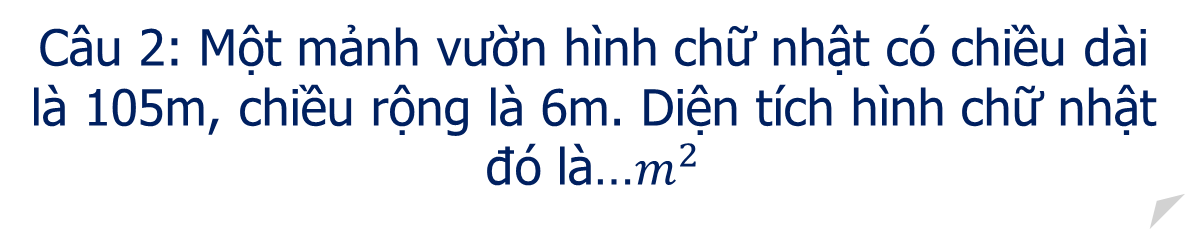 Câu 2: Một mảnh vườn hình chữ nhật có chiều dài
là 105m, chiều rộng là 6m. Diện tích hình chữ nhật
đó là...m²